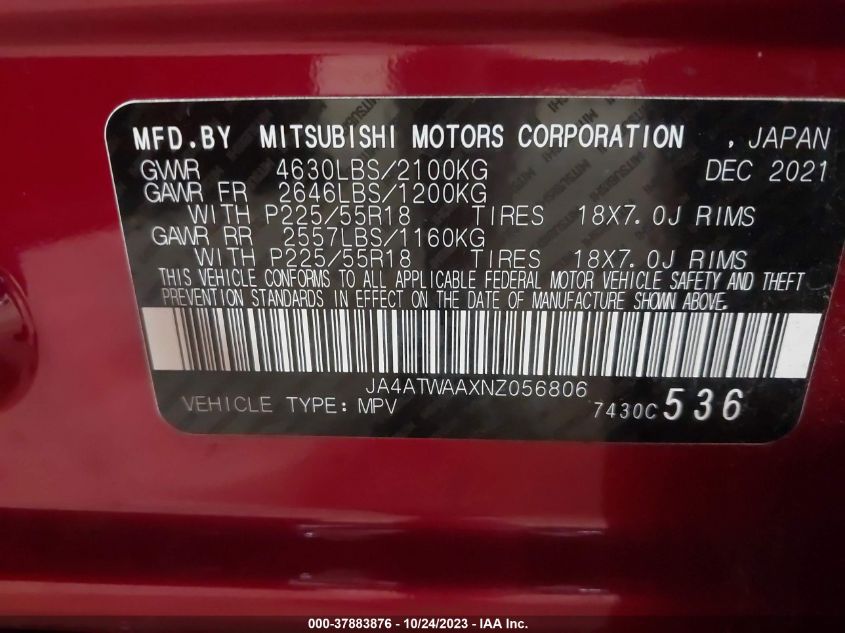 MFD.BY MITSUBISHI MOTORS CORPORATION , JAPAN
GVWR 4630LBS/2100KG DEC 2021
GAWR FR 2646LBS/1200KG
WITH P225/55R18 TIRES 18X7.0J RIMS
GAWR RR 2557LBS/1160KG
WITH P225/55R18 TIRES 18X7.0J RIMS
THIS VEHICLE CONFORMS TO ALL APPLICABLE FEDERAL MOTOR VEHICLE SAFETY AND THEFT
PREVENTION STANDARDS IN EFFECT ON THE DATE OF MANUFACTURE SHOWN ABOVE.
JA4ATWAAXNZ056806
VEHICLE TYPE: MPV 7430C 536
000-37883876 - 10/24/2023 - IAA Inc.